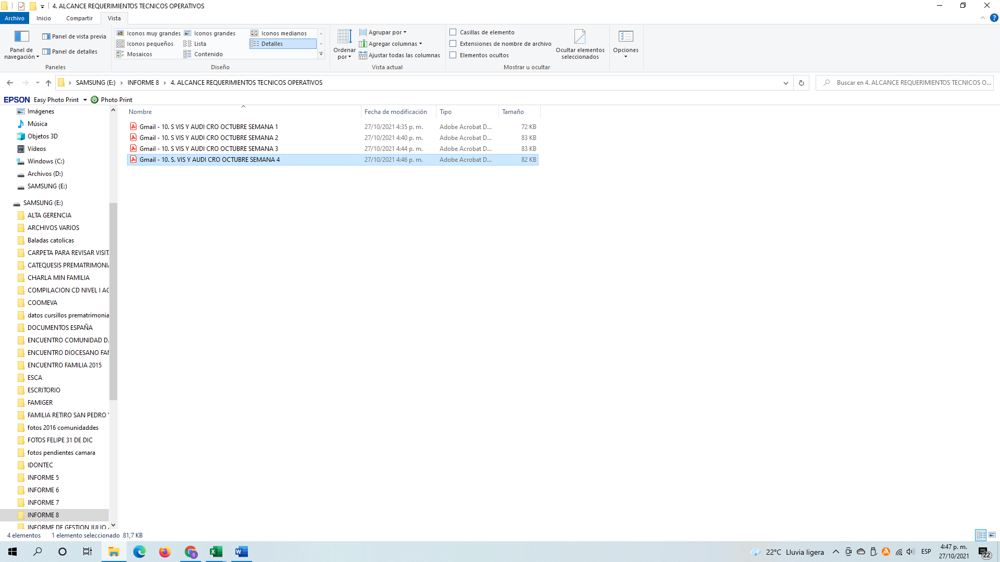 4. ALCANCE REQUERIMIENTOS TECNICOS OPERATIVOS
Archivo Inicio Compartir Vista
Panel de navegación
Panel de vista previa
Panel de detalles
Paneles
Iconos muy grandes Iconos grandes Iconos medianos
Iconos pequeños Lista Detalles
Mosaicos Contenido
Diseño
Ordenar por
Agrupar por
Agregar columnas
Ajustar todas las columnas
Vista actual
Casillas de elemento
Extensiones de nombre de archivo
Elementos ocultos
Ocultar elementos seleccionados
Mostrar u ocultar
Opciones
SAMSUNG (E:) INFORME 8 4. ALCANCE REQUERIMIENTOS TECNICOS OPERATIVOS
Buscar en 4. ALCANCE REQUERIMIENTOS TECNICOS O...
EPSON Easy Photo Print Photo Print
Imágenes
Música
Objetos 3D
Vídeos
Windows (C:)
Archivos (D:)
SAMSUNG (E:)
SAMSUNG (E:)
ALTA GERENCIA
ARCHIVOS VARIOS
Baladas catolicas
CARPETA PARA REVISAR VISIT
CATEQUESIS PREMATRIMONIA
CHARLA MIN FAMILIA
COMPILACION CD NIVEL I AG
COOMEVA
datos cursillos prematrimonia
DOCUMENTOS ESPAÑA
ENCUENTRO COMUNIDAD D.
ENCUENTRO DIOCESANO FAM
ENCUENTRO FAMILIA 2015
ESCA
ESCRITORIO
FAMIGER
FAMILIA RETIRO SAN PEDRO Y
fotos 2016 comunidaddes
FOTOS FELIPE 31 DE DIC
fotos pendientes camara
IDONTEC
INFORME 5
INFORME 6
INFORME 7
INFORME 8
INFORME DE GESTION JULIO
Nombre Fecha de modificación Tipo Tamaño
Gmail - 10. S VIS Y AUDI CRO OCTUBRE SEMANA 1 27/10/2021 4:35 p. m. Adobe Acrobat D... 72 KB
Gmail - 10. S VIS Y AUDI CRO OCTUBRE SEMANA 2 27/10/2021 4:40 p. m. Adobe Acrobat D... 83 KB
Gmail - 10. S VIS Y AUDI CRO OCTUBRE SEMANA 3 27/10/2021 4:44 p. m. Adobe Acrobat D... 83 KB
Gmail - 10. S. VIS Y AUDI CRO OCTUBRE SEMANA 4 27/10/2021 4:46 p. m. Adobe Acrobat D... 82 KB
4 elementos 1 elemento seleccionado 81,7 KB
22°C Lluvia ligera ESP 4:47 p. m.
27/10/2021
22